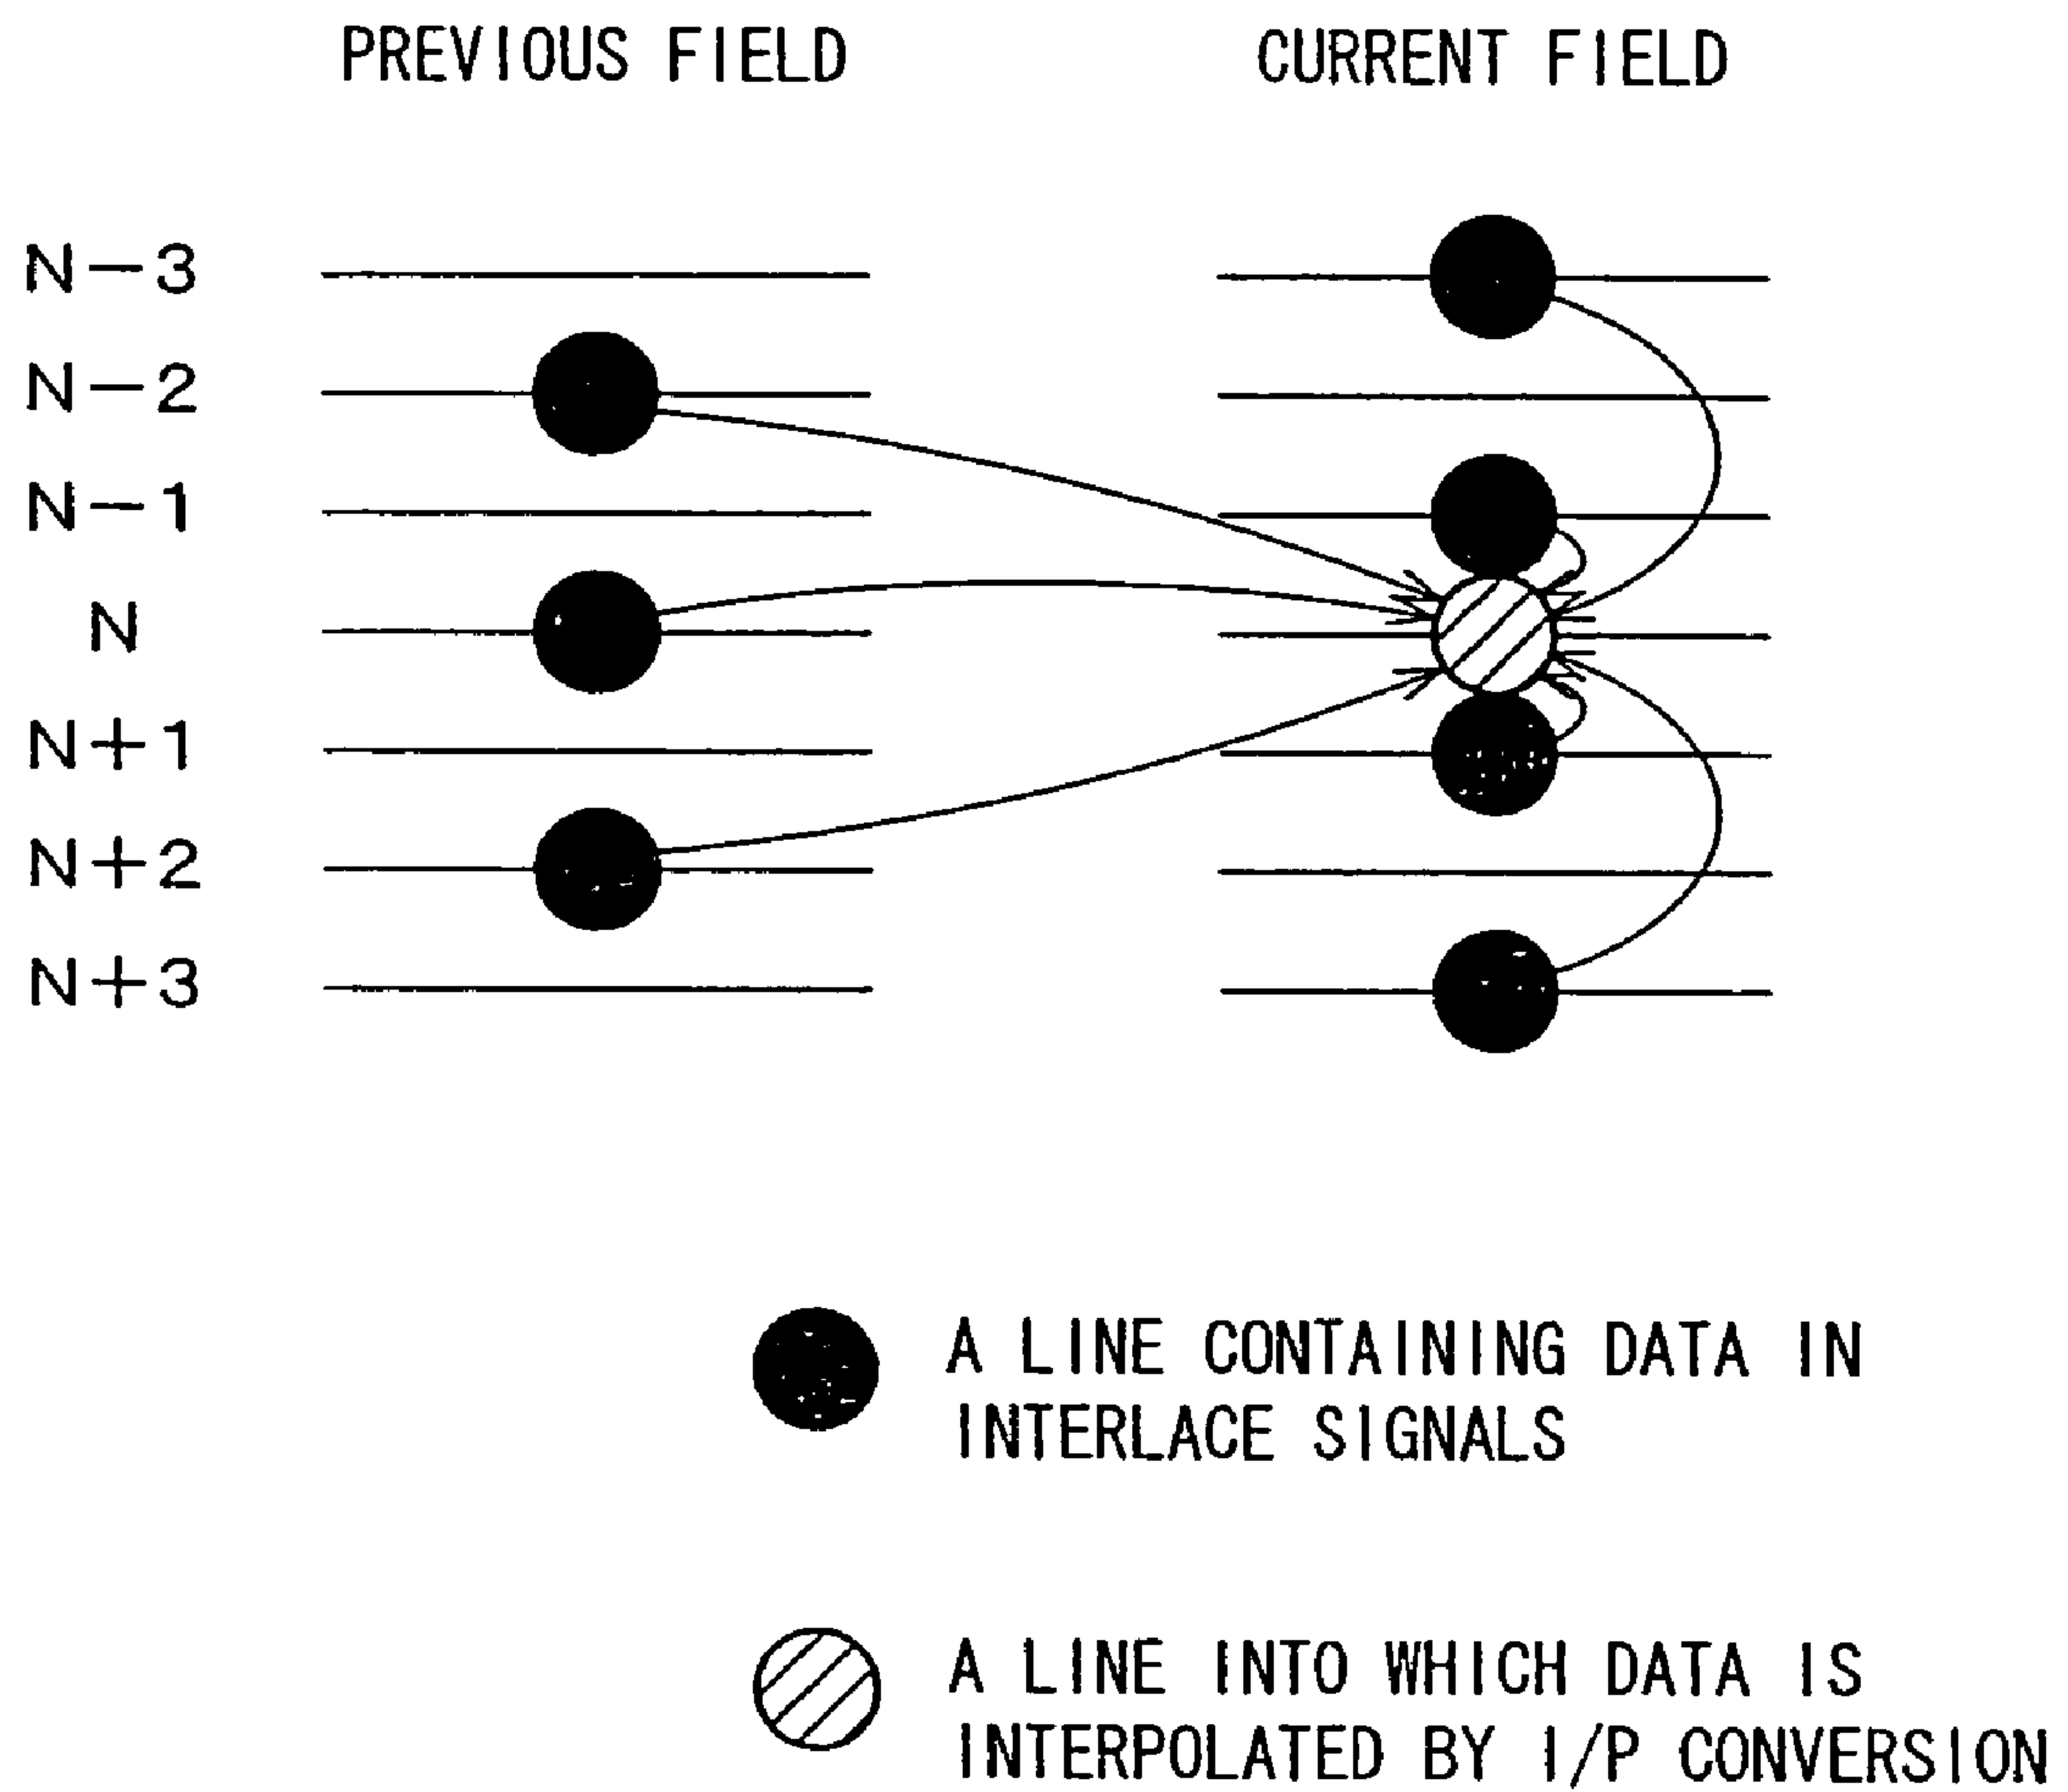 PREVIOUS FIELD
CURRENT FIELD
N-3
N-2
N-1
N
N+1
N+2
N+3
A LINE CONTAINING DATA IN
INTERLACE SIGNALS
A LINE INTO WHICH DATA IS
INTERPOLATED BY I/P CONVERSION